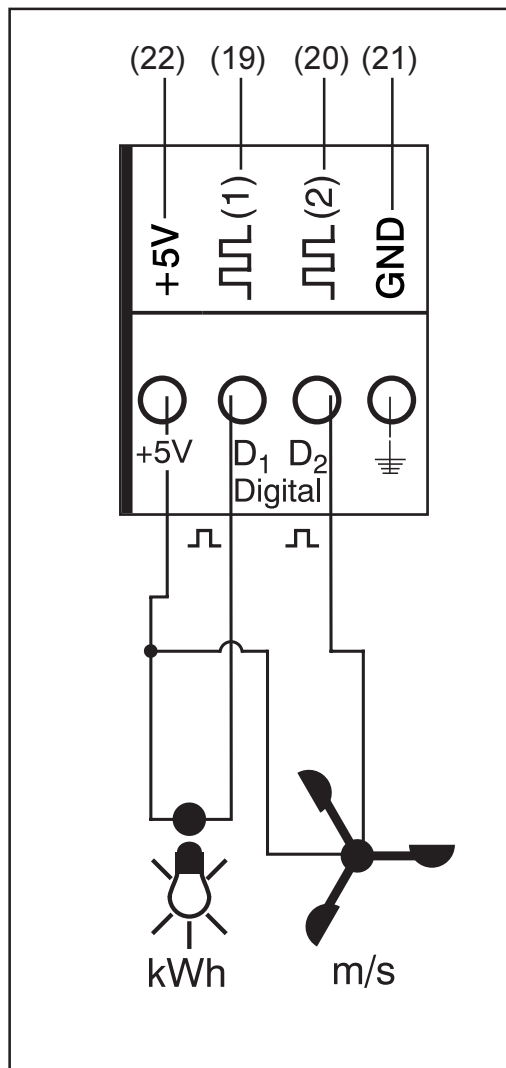 (22) (19) (20) (21)
+5V (1) (2) GND
+5V D₁ D₂
Digital
kWh m/s